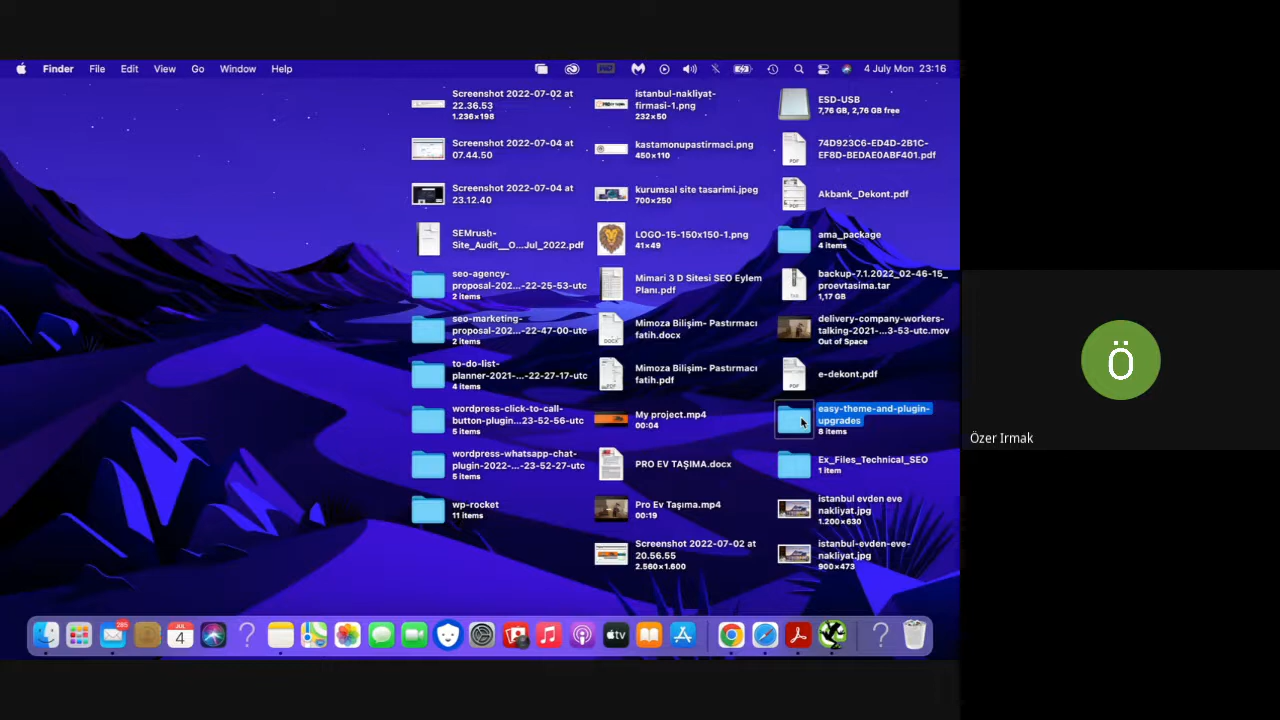 Finder File Edit View Go Window Help 4 July Mon 23:16
Screenshot 2022-07-02 at
22.36.53
1.236×198
Screenshot 2022-07-04 at
07.44.50
Screenshot 2022-07-04 at
23.12.40
SEMrush-
Site_Audit__O...Jul_2022.pdf
seo-agency-
proposal-202...-22-25-53-utc
2 items
seo-marketing-
proposal-202...-22-47-00-utc
2 items
to-do-list-
planner-2021-...-22-27-17-utc
4 items
wordpress-click-to-call-
button-plugin...23-52-56-utc
5 items
wordpress-whatsapp-chat-
plugin-2022-...-23-52-27-utc
5 items
wp-rocket
11 items
istanbul-nakliyat-
firmasi-1.png
232×50
kastamonupastirmaci.png
450×110
kurumsal site tasarimi.jpeg
700×250
LOGO-15-150x150-1.png
41×49
Mimari 3 D Sitesi SEO Eylem
Planı.pdf
Mimoza Bilişim- Pastırmacı
fatih.docx
Mimoza Bilişim- Pastırmacı
fatih.pdf
My project.mp4
00:04
PRO EV TAŞIMA.docx
Pro Ev Taşıma.mp4
00:19
Screenshot 2022-07-02 at
20.56.55
2.560×1.600
ESD-USB
7,76 GB, 2,76 GB free
74D923C6-ED4D-2B1C-
EF8D-BEDAE0ABF401.pdf
Akbank_Dekont.pdf
ama_package
4 items
backup-7.1.2022_02-46-15_
proevtasima.tar
1,17 GB
delivery-company-workers-
talking-2021-...3-53-utc.mov
Out of Space
e-dekont.pdf
easy-theme-and-plugin-
upgrades
8 items
Ex_Files_Technical_SEO
1 item
istanbul evden eve
nakliyat.jpg
1.200×630
istanbul-evden-eve-
nakliyat.jpg
900×473
PDF
PDF
PDF
DOCX
285
JUL
4
tv
Ö
Özer Irmak